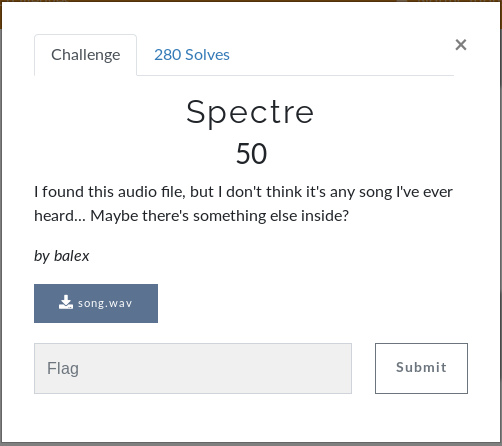 ×
Challenge 280 Solves
Spectre
50
I found this audio file, but I don't think it's any song I've ever
heard... Maybe there's something else inside?
by balex
song.wav
Flag Submit